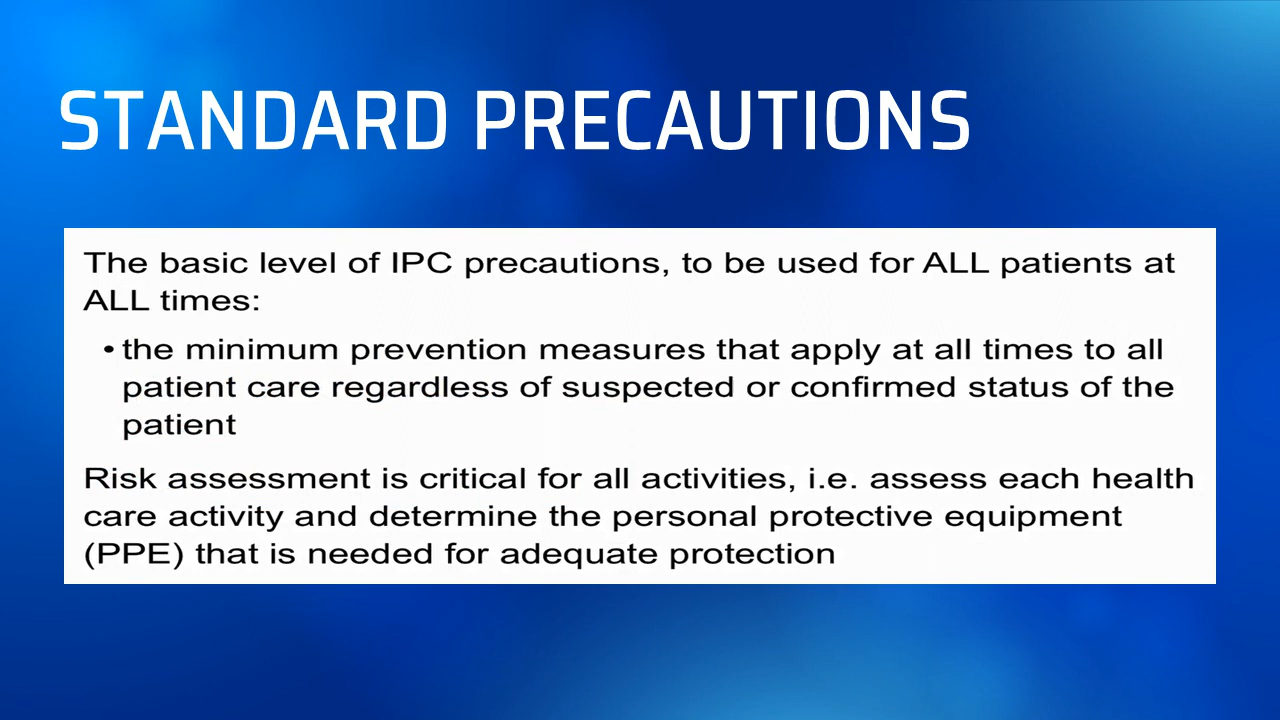 STANDARD PRECAUTIONS
The basic level of IPC precautions, to be used for ALL patients at
ALL times:
• the minimum prevention measures that apply at all times to all
patient care regardless of suspected or confirmed status of the
patient
Risk assessment is critical for all activities, i.e. assess each health
care activity and determine the personal protective equipment
(PPE) that is needed for adequate protection